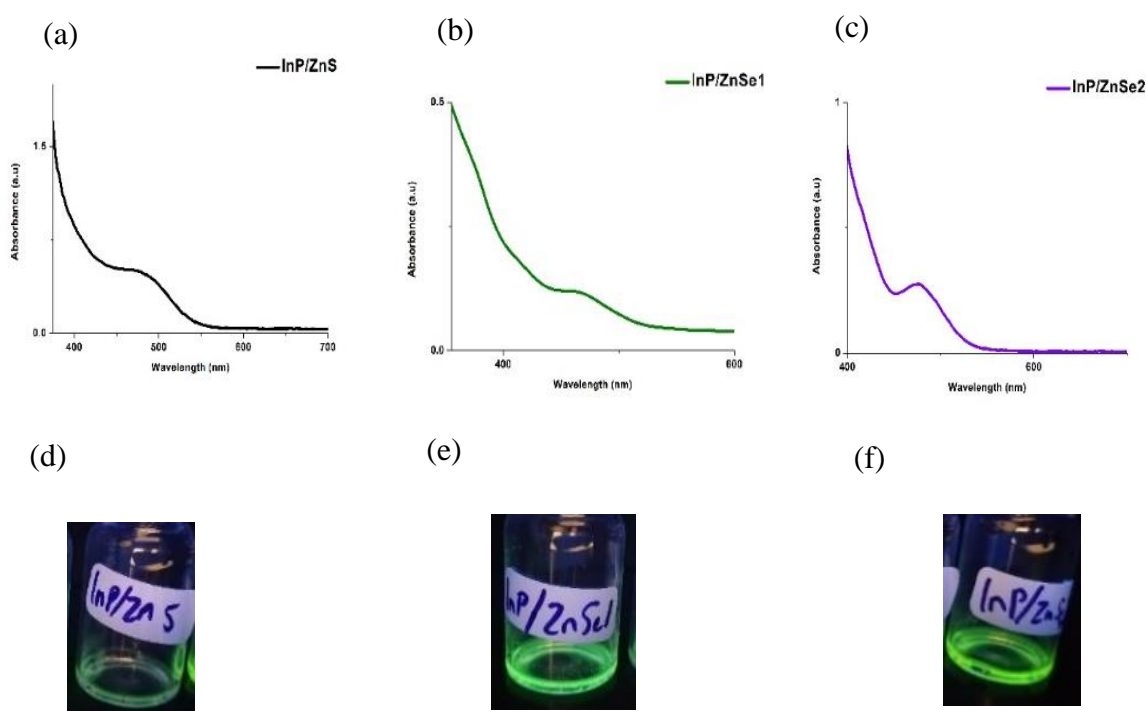 (a)
(b)
(c)
InP/ZnS
InP/ZnSe1
InP/ZnSe2
1.5
0.0
Absorbance (a.u)
400
500
600
700
Wavelength (nm)
0.5
0.0
Absorbance (a.u)
400
600
Wavelength (nm)
1
0
Absorbance (a.u)
400
600
Wavelength (nm)
(d)
(e)
(f)
InP/ZnS
InP/ZnSe1
InP/ZnSe